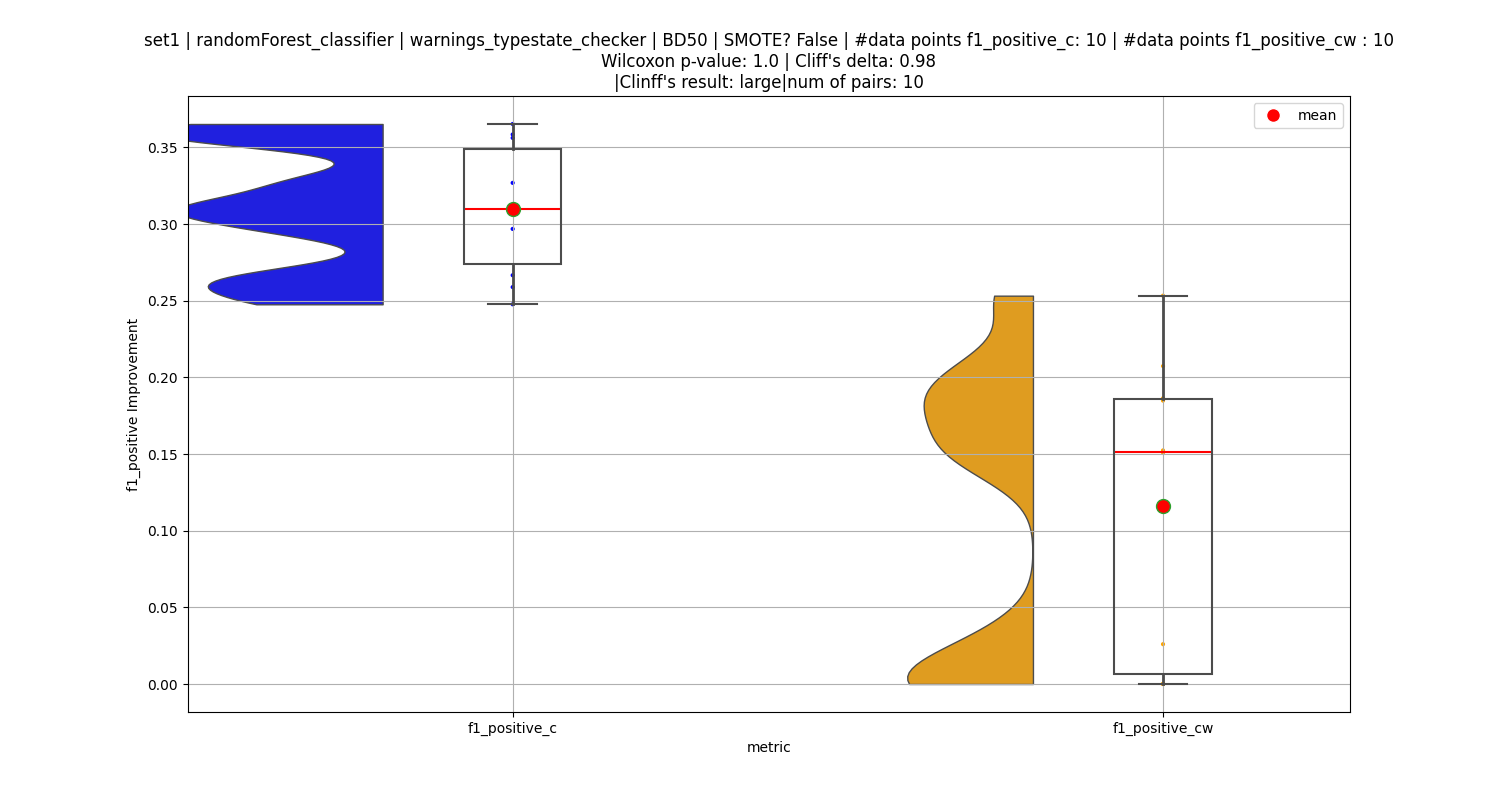 set1 | randomForest_classifier | warnings_typestate_checker | BD50 | SMOTE? False | #data points f1_positive_c: 10 | #data points f1_positive_cw : 10
Wilcoxon p-value: 1.0 | Cliff's delta: 0.98
|Clinff's result: large|num of pairs: 10
mean
0.35
0.30
0.25
0.20
0.15
0.10
0.05
0.00
f1_positive Improvement
f1_positive_c
f1_positive_cw
metric